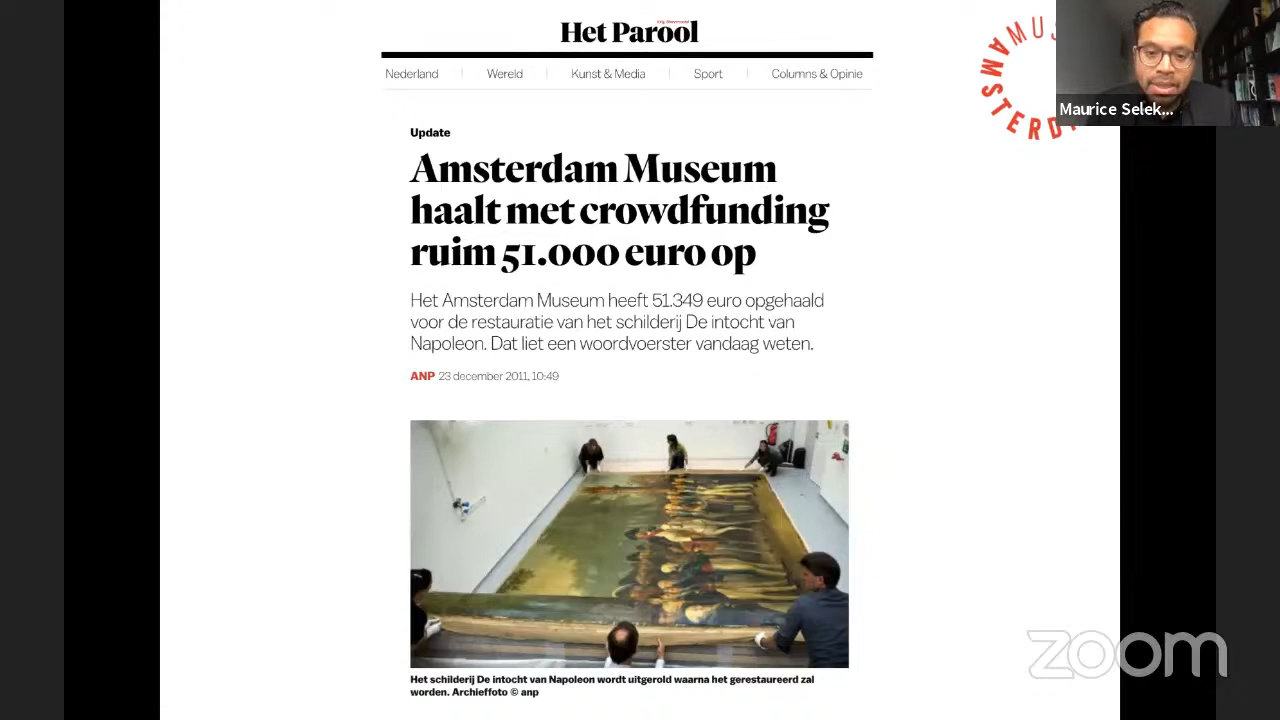 Het Parool
Nederland
Wereld
Kunst & Media
Sport
Columns & Opinie
Update
Amsterdam Museum
haalt met crowdfunding
ruim 51.000 euro op
Het Amsterdam Museum heeft 51.349 euro opgehaald
voor de restauratie van het schilderij De intocht van
Napoleon. Dat liet een woordvoerster vandaag weten.
ANP 23 december 2011, 10:49
Het schilderij De intocht van Napoleon wordt uitgerold waarna het gerestaureerd zal
worden. Archieffoto © anp
MUS
AMSTERD
Maurice Selek...
zoom